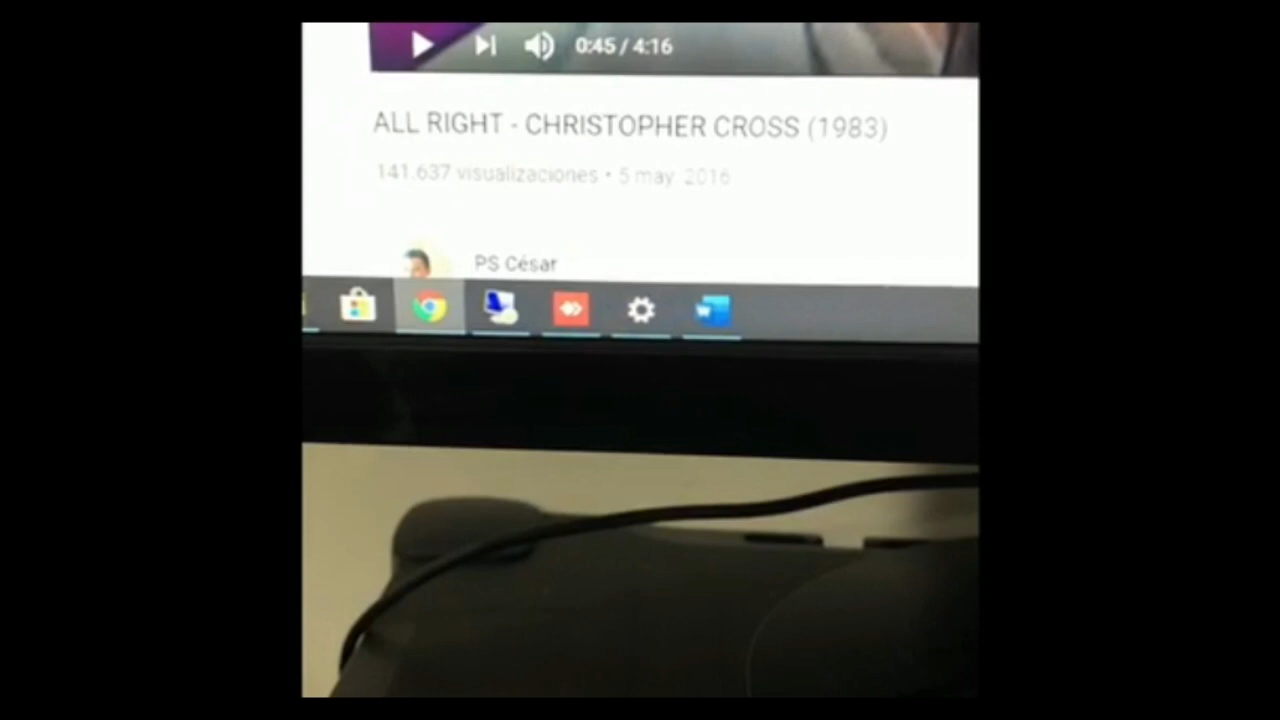 0:45 / 4:16
ALL RIGHT - CHRISTOPHER CROSS (1983)
141.637 visualizaciones • 5 may. 2016
PS César